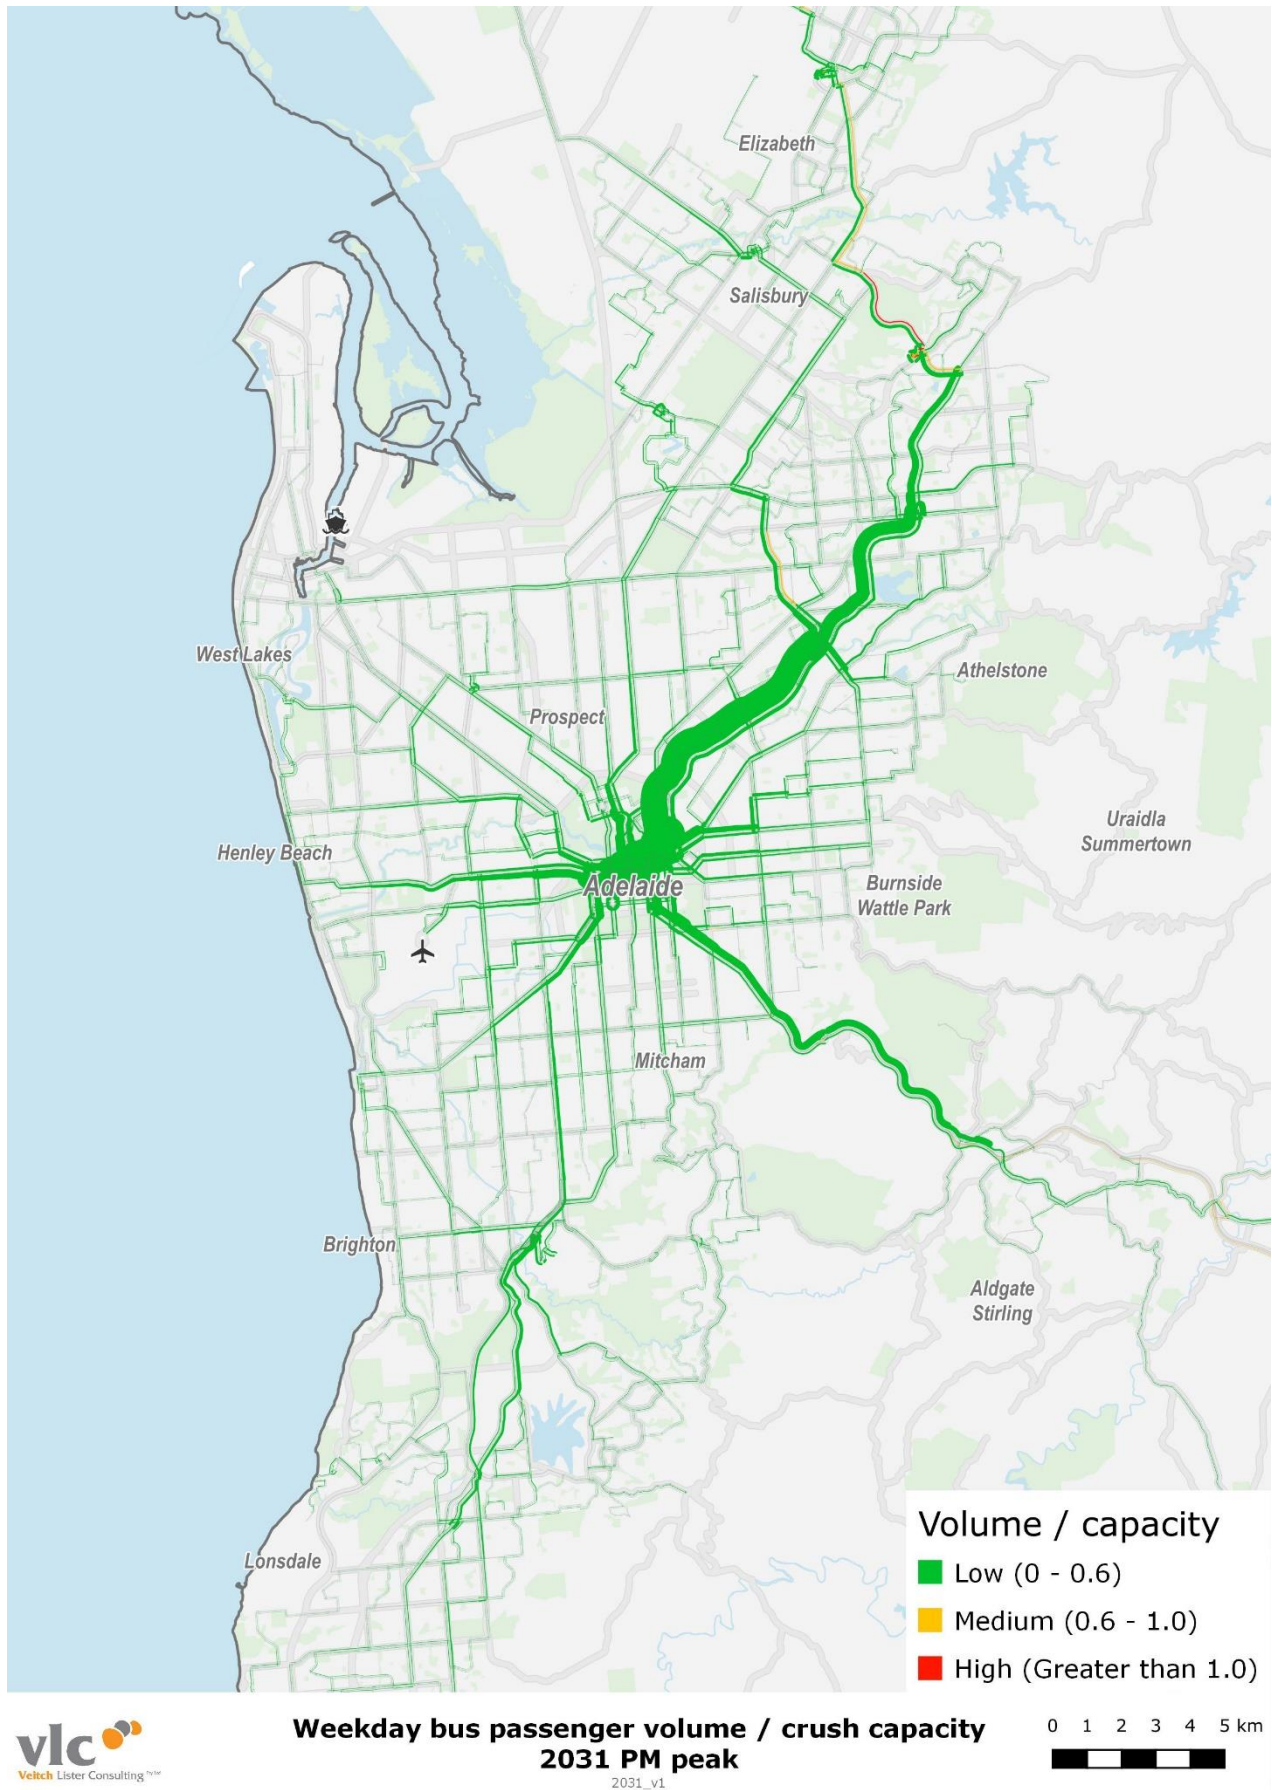 Elizabeth
Salisbury
West Lakes
Athelstone
Prospect
Uraidla
Summertown
Henley Beach
Adelaide
Burnside
Wattle Park
Mitcham
Brighton
Aldgate
Stirling
Lonsdale
Volume / capacity
Low (0 - 0.6)
Medium (0.6 - 1.0)
High (Greater than 1.0)
vlc
Veitch Lister Consulting
Weekday bus passenger volume / crush capacity
2031 PM peak
2031_v1
0 1 2 3 4 5 km